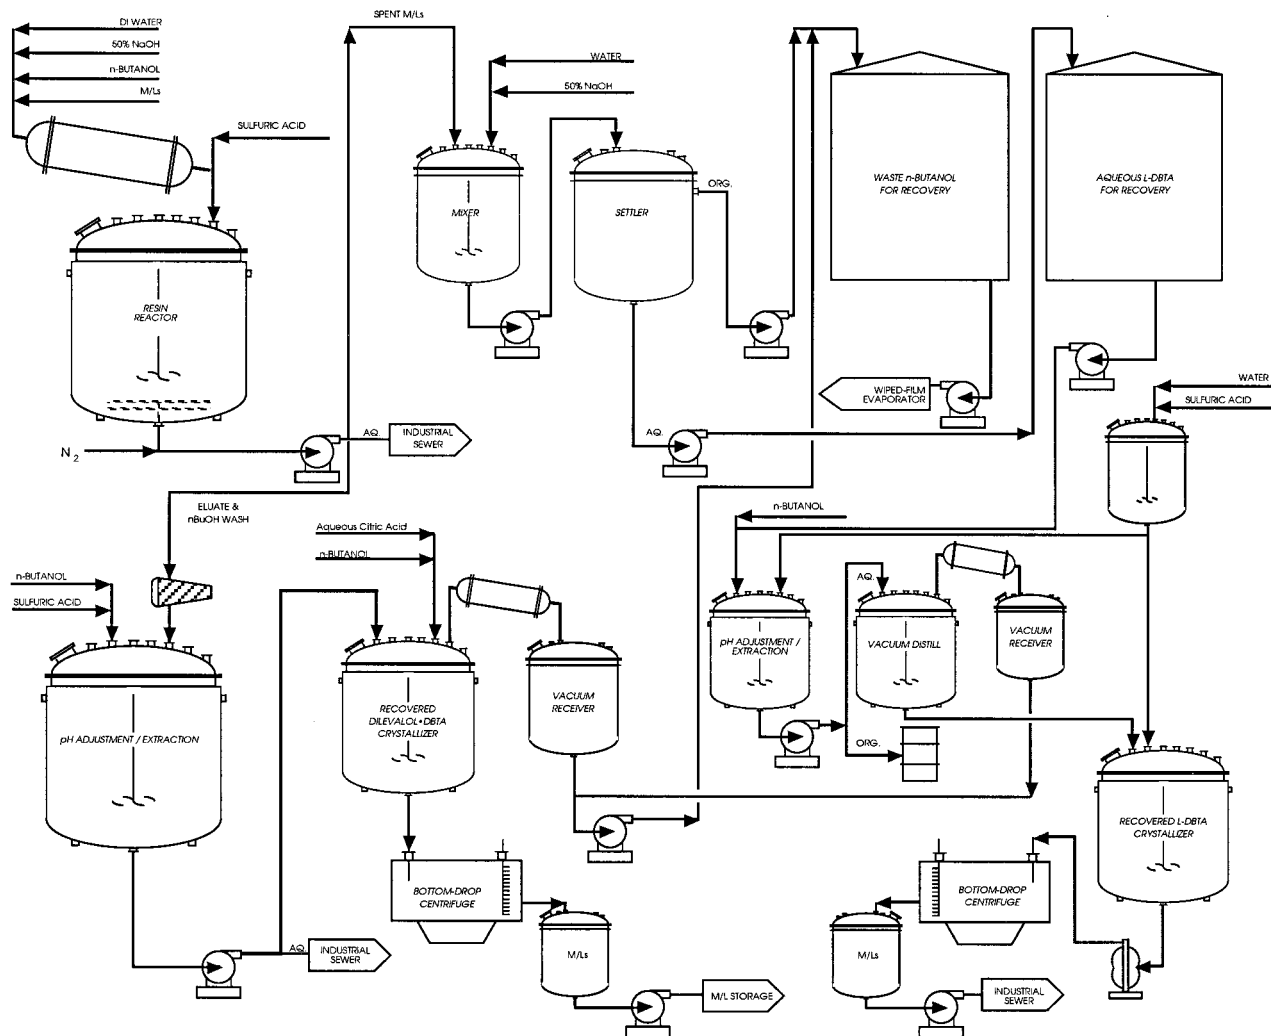 DI WATER
50% NaOH
n-BUTANOL
M/Ls
SULFURIC ACID
SPENT M/Ls
WATER
50% NaOH
MIXER
SETTLER
ORG.
WASTE n-BUTANOL
FOR RECOVERY
AQUEOUS L-DBTA
FOR RECOVERY
RESIN
REACTOR
N2
AQ.
INDUSTRIAL
SEWER
AQ.
WIPED-FILM
EVAPORATOR
WATER
SULFURIC ACID
ELUATE &
nBuOH WASH
n-BUTANOL
SULFURIC ACID
Aqueous Citric Acid
n-BUTANOL
n-BUTANOL
AQ.
pH ADJUSTMENT /
EXTRACTION
VACUUM DISTILL
VACUUM
RECEIVER
ORG.
pH ADJUSTMENT / EXTRACTION
RECOVERED
DILEVALOL•DBTA
CRYSTALLIZER
VACUUM
RECEIVER
RECOVERED L-DBTA
CRYSTALLIZER
BOTTOM-DROP
CENTRIFUGE
BOTTOM-DROP
CENTRIFUGE
AQ.
INDUSTRIAL
SEWER
M/Ls
M/L STORAGE
M/Ls
INDUSTRIAL
SEWER